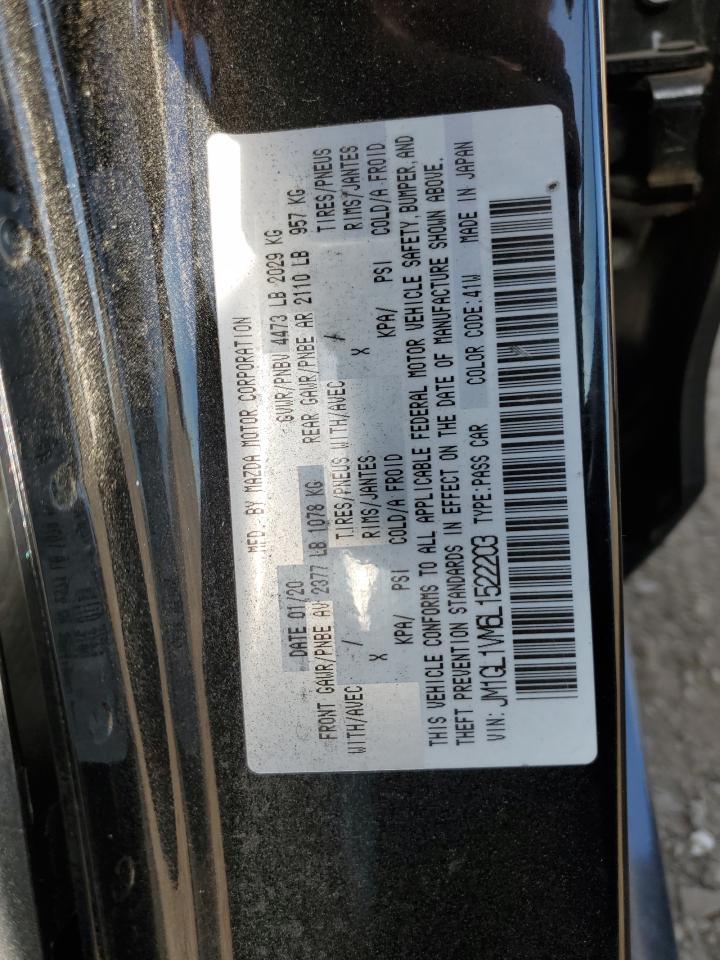 MFD. BY MAZDA MOTOR CORPORATION
DATE 01/20 GVWR/PNBV 4473 LB 2029 KG
FRONT GAWR/PNBE AV 2377 LB 1078 KG REAR GAWR/PNBE AR 2110 LB 957 KG
TIRES/PNEUS WITH/AVEC TIRES/PNEUS
WITH/AVEC / RIMS/JANTES / RIMS/JANTES
X KPA/ PSI COLD/A FROID X KPA/ PSI COLD/A FROID
THIS VEHICLE CONFORMS TO ALL APPLICABLE FEDERAL MOTOR VEHICLE SAFETY, BUMPER, AND
THEFT PREVENTION STANDARDS IN EFFECT ON THE DATE OF MANUFACTURE SHOWN ABOVE.
VIN: JM1GL1VM6L1522203 TYPE:PASS CAR COLOR CODE:41W MADE IN JAPAN